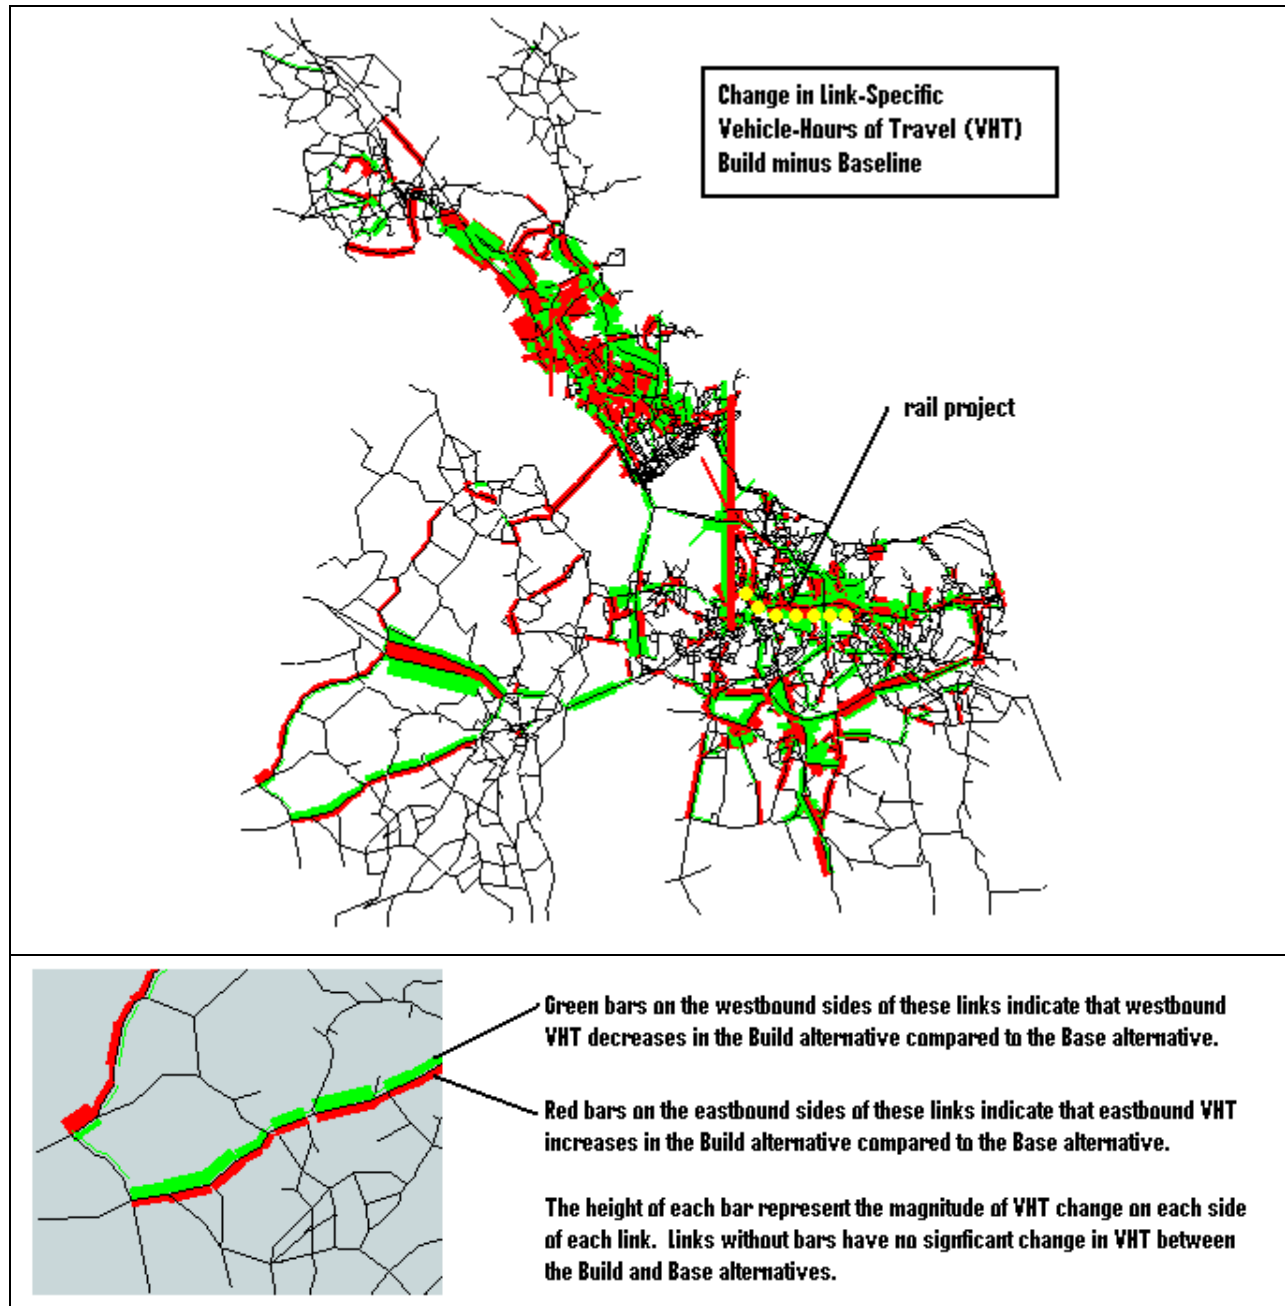 Change in Link-Specific
Vehicle-Hours of Travel (VHT)
Build minus Baseline
rail project
Green bars on the westbound sides of these links indicate that westbound
VHT decreases in the Build alternative compared to the Base alternative.
Red bars on the eastbound sides of these links indicate that eastbound VHT
increases in the Build alternative compared to the Base alternative.
The height of each bar represent the magnitude of VHT change on each side
of each link. Links without bars have no signficant change in VHT between
the Build and Base alternatives.